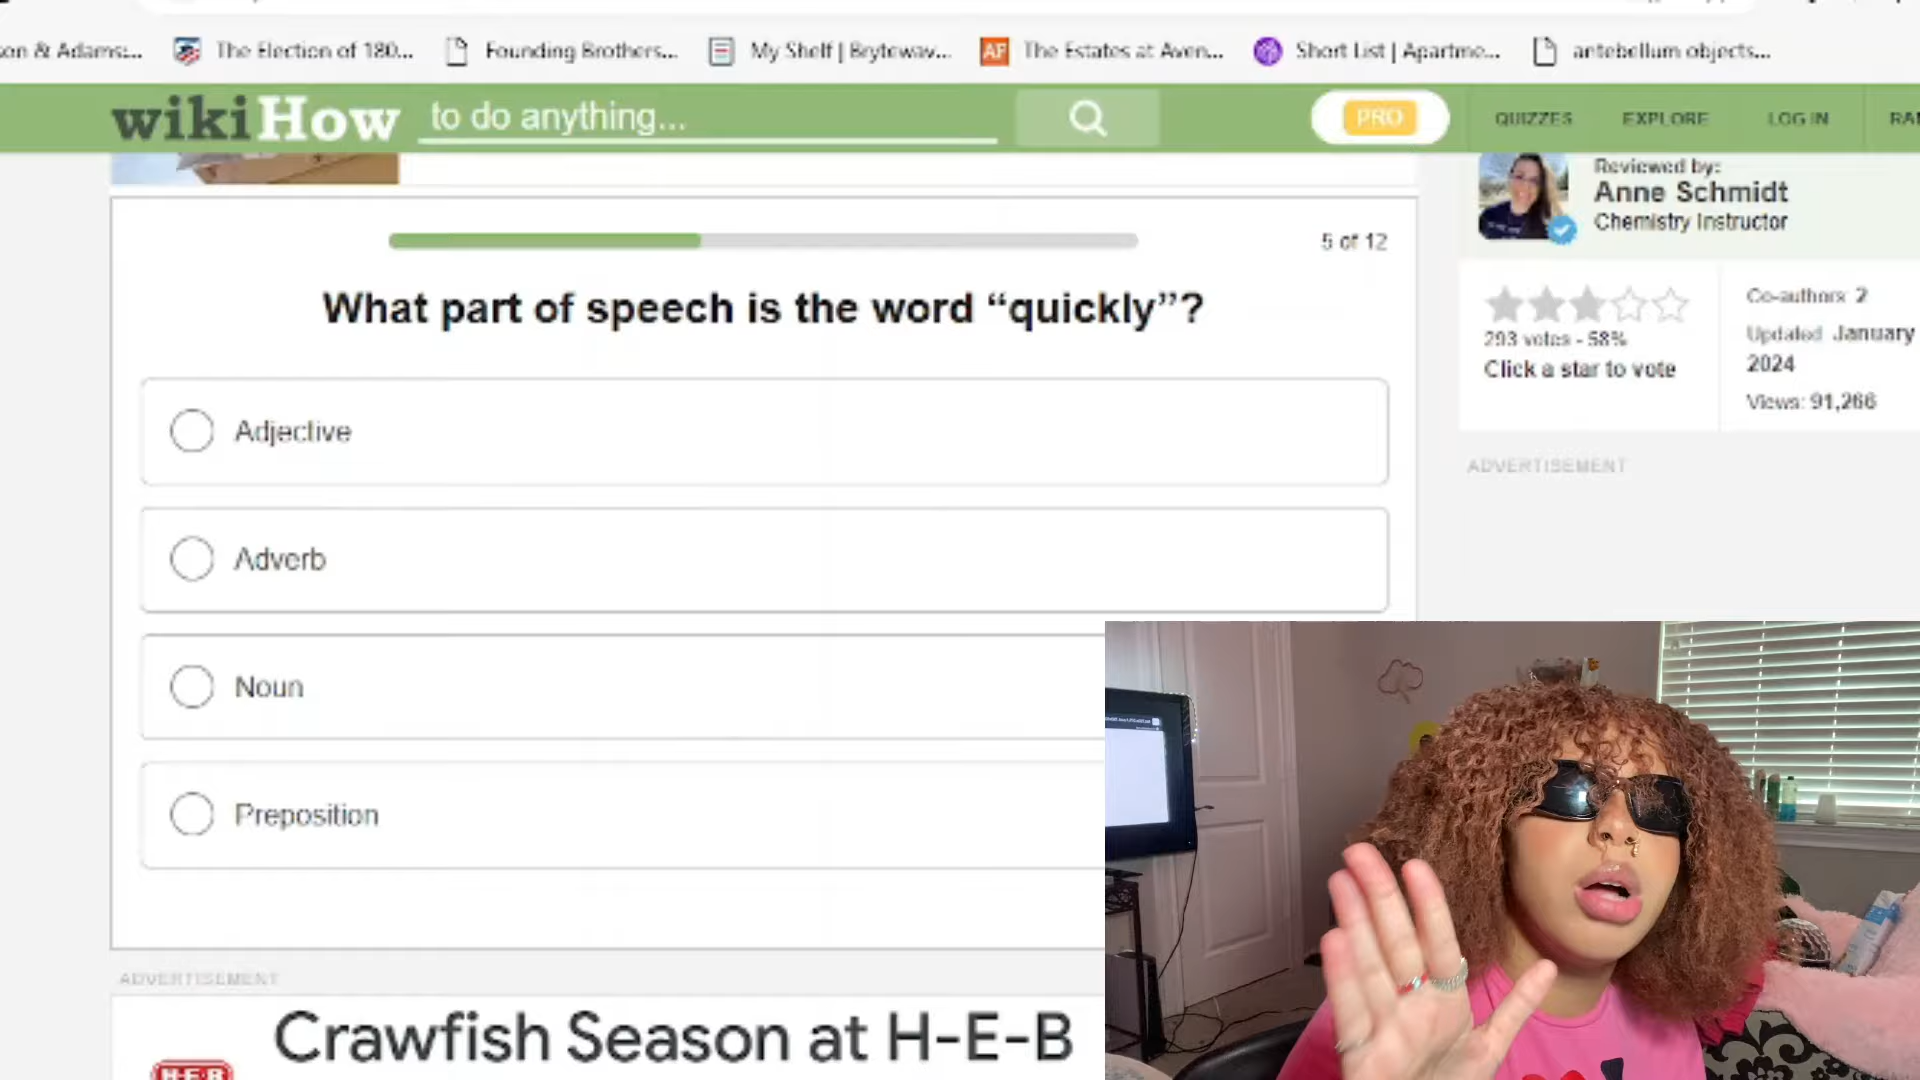 on & Adams:...
The Election of 180...
Founding Brothers...
My Shelf | Brytewav...
AF
The Estates at Aven...
Short List | Apartme...
antebellum objects...
wikiHow
to do anything...
PRO
QUIZZES
EXPLORE
LOG IN
RAN
Reviewed by:
Anne Schmidt
Chemistry Instructor
5 of 12
What part of speech is the word “quickly”?
293 votes - 58%
Click a star to vote
Co-authors: 2
Updated: January
2024
Views: 91,266
ADVERTISEMENT
Adjective
Adverb
Noun
Preposition
ADVERTISEMENT
Crawfish Season at H-E-B
H-E-B